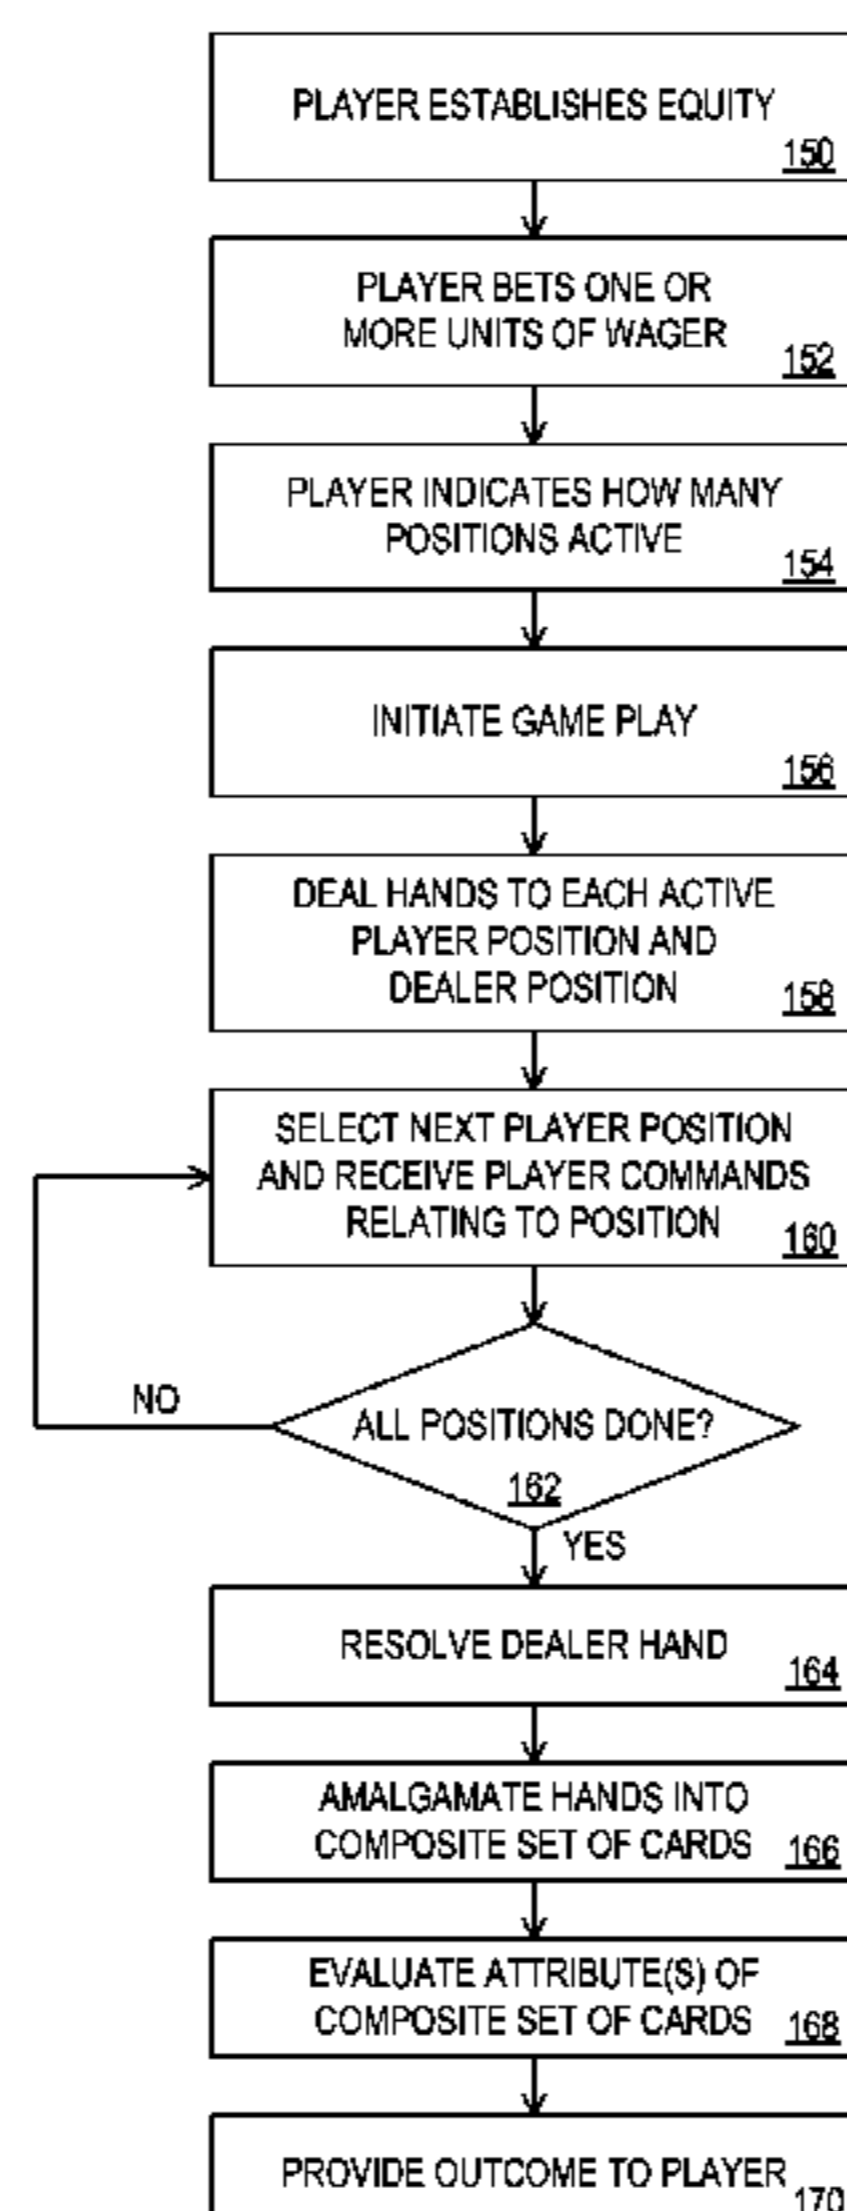 PLAYER ESTABLISHES EQUITY
150
PLAYER BETS ONE OR
MORE UNITS OF WAGER
152
PLAYER INDICATES HOW MANY
POSITIONS ACTIVE
154
INITIATE GAME PLAY
156
DEAL HANDS TO EACH ACTIVE
PLAYER POSITION AND
DEALER POSITION
158
SELECT NEXT PLAYER POSITION
AND RECEIVE PLAYER COMMANDS
RELATING TO POSITION
160
NO
ALL POSITIONS DONE?
162
YES
RESOLVE DEALER HAND
164
AMALGAMATE HANDS INTO
COMPOSITE SET OF CARDS
166
EVALUATE ATTRIBUTE(S) OF
COMPOSITE SET OF CARDS
168
PROVIDE OUTCOME TO PLAYER
170